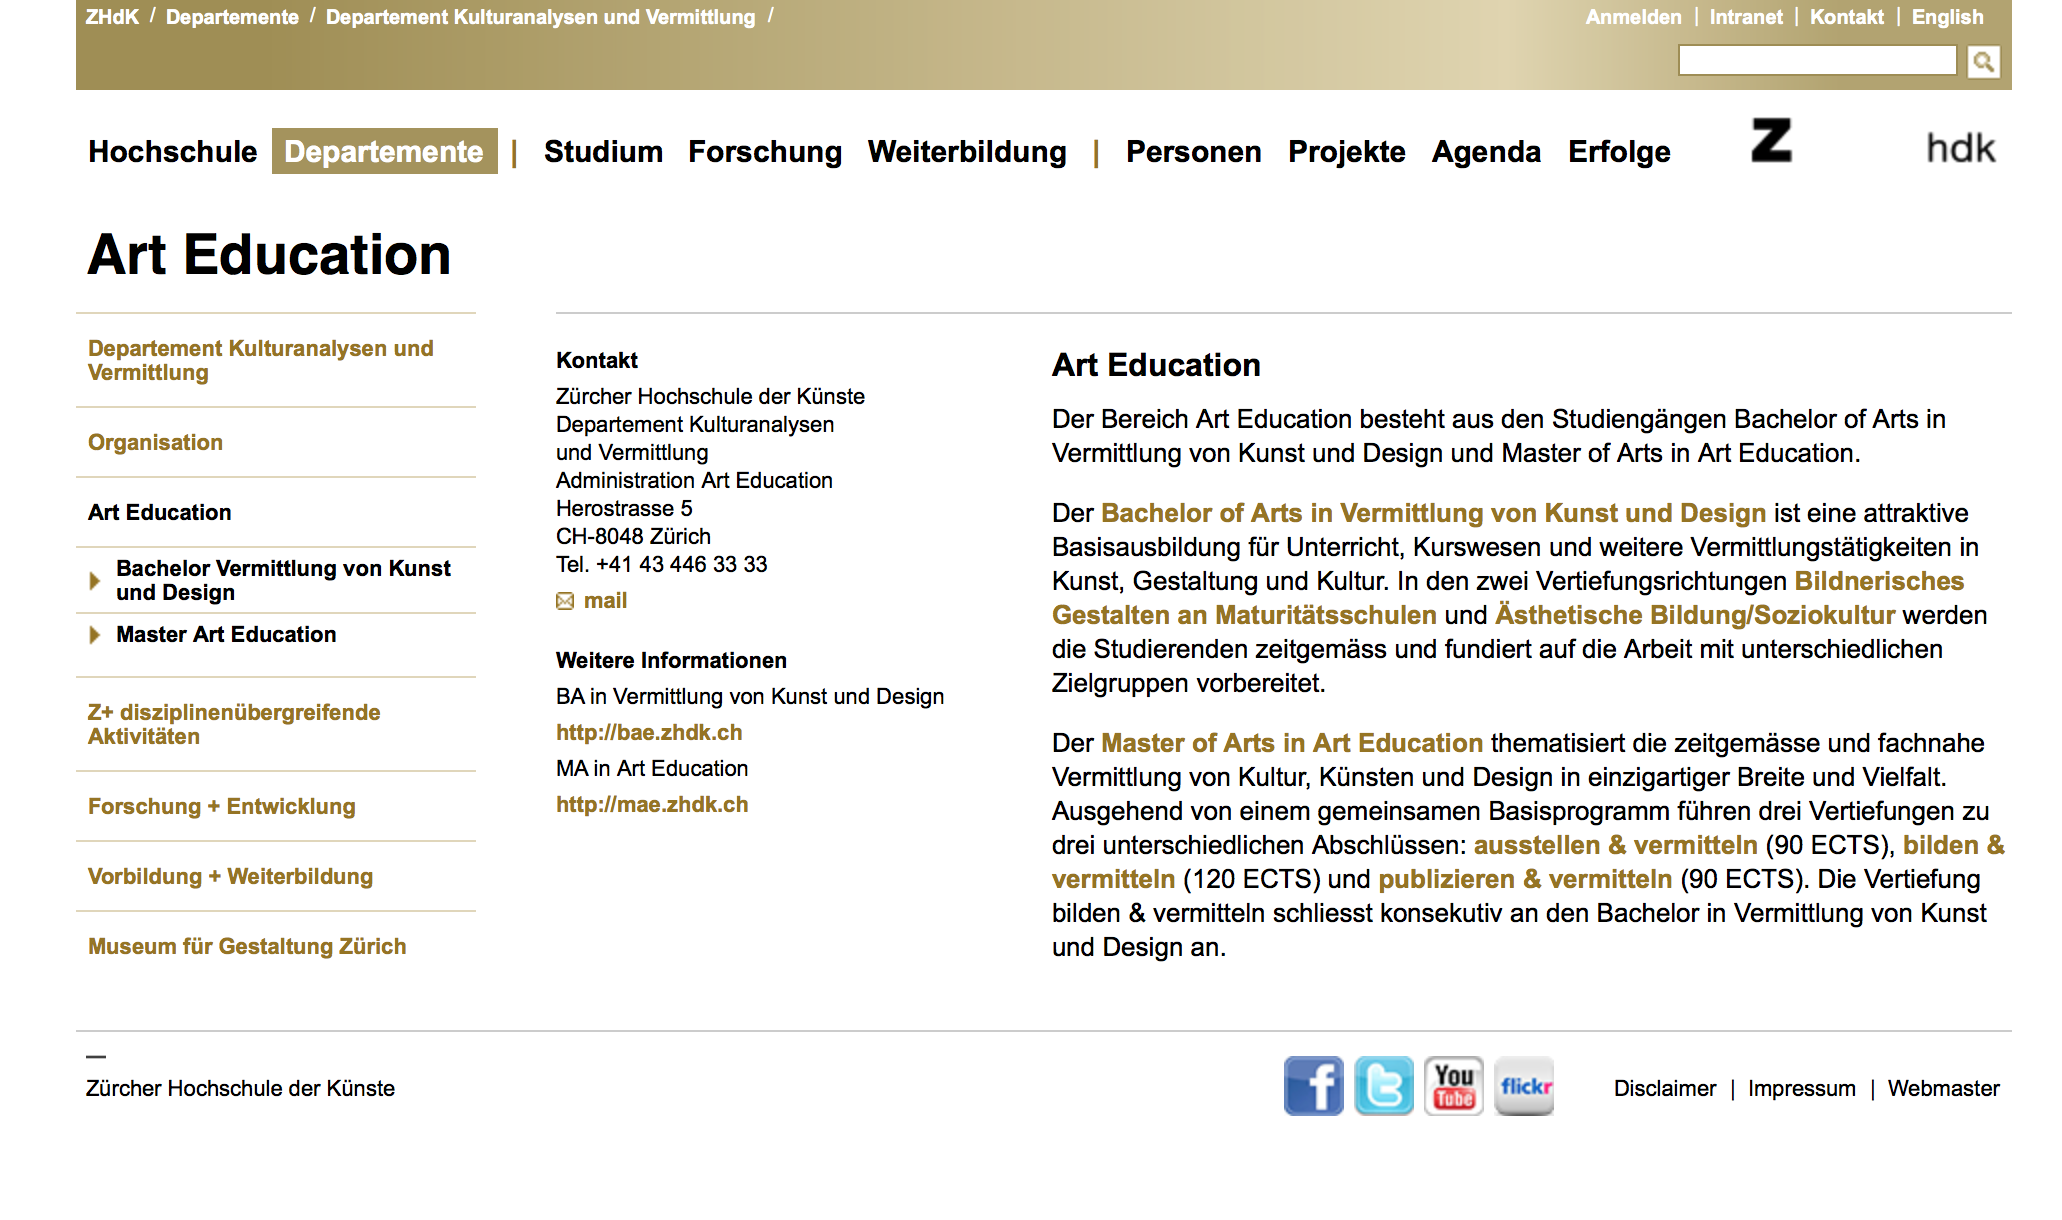 ZHdK / Departemente / Departement Kulturanalysen und Vermittlung /
Anmelden | Intranet | Kontakt | English
Hochschule Departemente | Studium Forschung Weiterbildung | Personen Projekte Agenda Erfolge
Z hdk
Art Education
Departement Kulturanalysen und
Vermittlung
Organisation
Art Education
Bachelor Vermittlung von Kunst
und Design
Master Art Education
Z+ disziplinenübergreifende
Aktivitäten
Forschung + Entwicklung
Vorbildung + Weiterbildung
Museum für Gestaltung Zürich
Kontakt
Zürcher Hochschule der Künste
Departement Kulturanalysen
und Vermittlung
Administration Art Education
Herostrasse 5
CH-8048 Zürich
Tel. +41 43 446 33 33
mail
Weitere Informationen
BA in Vermittlung von Kunst und Design
http://bae.zhdk.ch
MA in Art Education
http://mae.zhdk.ch
Art Education
Der Bereich Art Education besteht aus den Studiengängen Bachelor of Arts in
Vermittlung von Kunst und Design und Master of Arts in Art Education.
Der Bachelor of Arts in Vermittlung von Kunst und Design ist eine attraktive
Basisausbildung für Unterricht, Kurswesen und weitere Vermittlungstätigkeiten in
Kunst, Gestaltung und Kultur. In den zwei Vertiefungsrichtungen Bildnerisches
Gestalten an Maturitätsschulen und Ästhetische Bildung/Soziokultur werden
die Studierenden zeitgemäss und fundiert auf die Arbeit mit unterschiedlichen
Zielgruppen vorbereitet.
Der Master of Arts in Art Education thematisiert die zeitgemässe und fachnahe
Vermittlung von Kultur, Künsten und Design in einzigartiger Breite und Vielfalt.
Ausgehend von einem gemeinsamen Basisprogramm führen drei Vertiefungen zu
drei unterschiedlichen Abschlüssen: ausstellen & vermitteln (90 ECTS), bilden &
vermitteln (120 ECTS) und publizieren & vermitteln (90 ECTS). Die Vertiefung
bilden & vermitteln schliesst konsekutiv an den Bachelor in Vermittlung von Kunst
und Design an.
—
Zürcher Hochschule der Künste
f t You Tube flickr
Disclaimer | Impressum | Webmaster